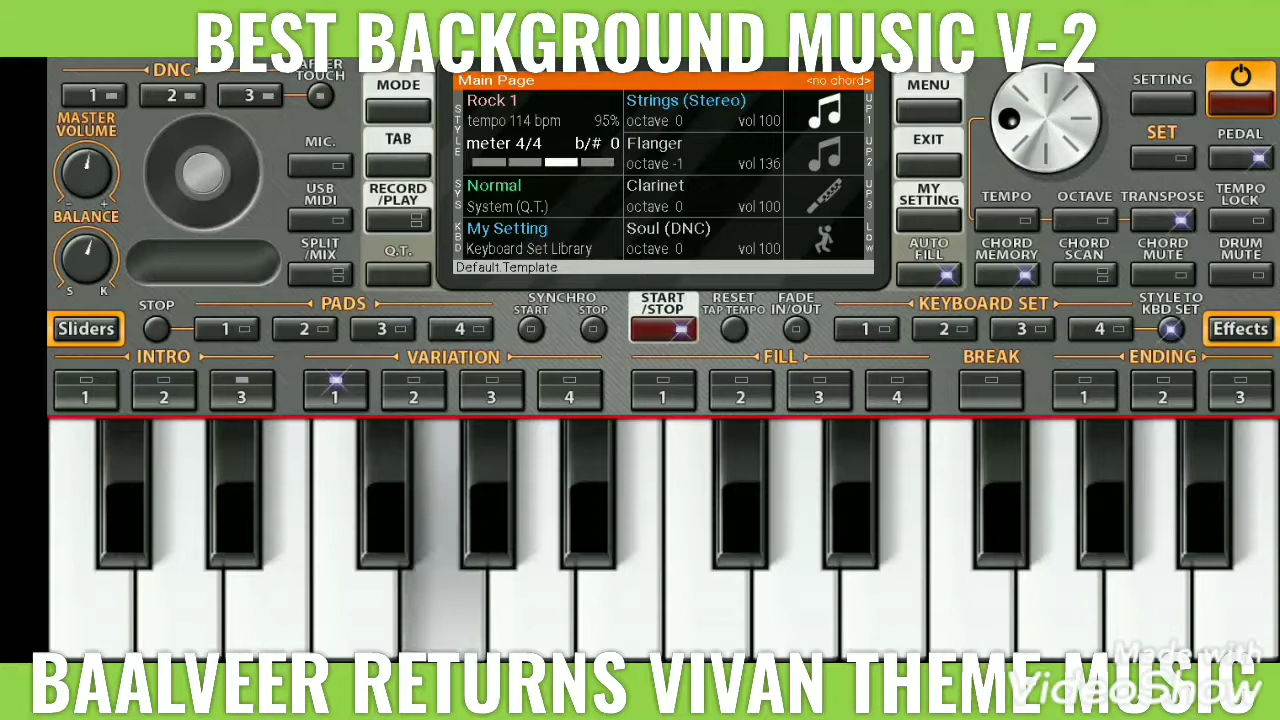 BEST BACKGROUND MUSIC V-2
DNC
AFTER TOUCH
1 2 3
MASTER VOLUME
BALANCE
S K
MIC.
USB MIDI
SPLIT /MIX
MODE
TAB
RECORD /PLAY
Q.T.
Main Page <no chord>
STYLE
Rock 1
tempo 114 bpm 95%
meter 4/4 b/# 0
SYS
Normal
System (Q.T.)
KBD
My Setting
Keyboard Set Library
Default.Template
Strings (Stereo)
octave 0 vol 100
UP1
Flanger
octave -1 vol 136
UP2
Clarinet
octave 0 vol 100
UP3
Soul (DNC)
octave 0 vol 100
Low
MENU
EXIT
MY SETTING
AUTO FILL
SETTING
SET
PEDAL
TEMPO OCTAVE TRANSPOSE TEMPO LOCK
CHORD MEMORY CHORD SCAN CHORD MUTE DRUM MUTE
Sliders
STOP
PADS
1 2 3 4
SYNCHRO
START STOP
START /STOP
RESET
TAP TEMPO
FADE IN/OUT
KEYBOARD SET
1 2 3 4
STYLE TO KBD SET
Effects
INTRO VARIATION FILL BREAK ENDING
1 2 3 1 2 3 4 1 2 3 4 1 2 3
BAALVEER RETURNS VIVAN THEME MUSIC
Made with
VideoShow